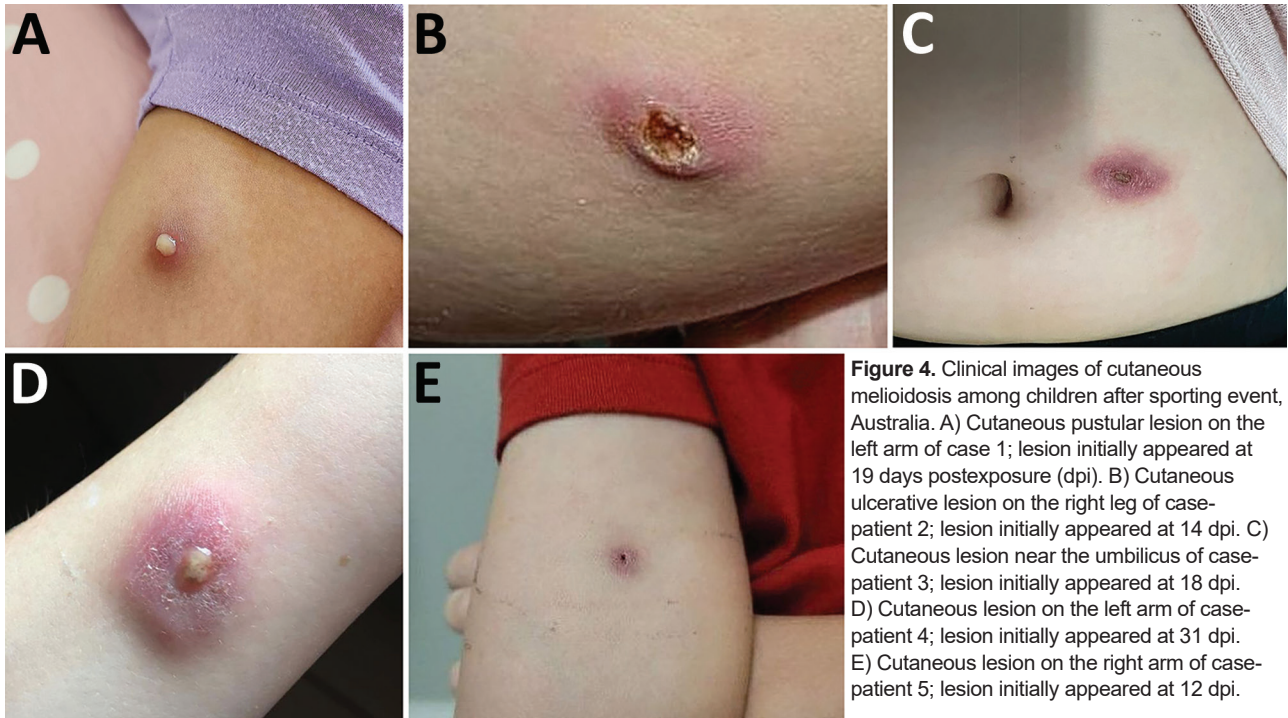 A
B
C
D
E
Figure 4. Clinical images of cutaneous
melioidosis among children after sporting event,
Australia. A) Cutaneous pustular lesion on the
left arm of case 1; lesion initially appeared at
19 days postexposure (dpi). B) Cutaneous
ulcerative lesion on the right leg of case-
patient 2; lesion initially appeared at 14 dpi. C)
Cutaneous lesion near the umbilicus of case-
patient 3; lesion initially appeared at 18 dpi.
D) Cutaneous lesion on the left arm of case-
patient 4; lesion initially appeared at 31 dpi.
E) Cutaneous lesion on the right arm of case-
patient 5; lesion initially appeared at 12 dpi.